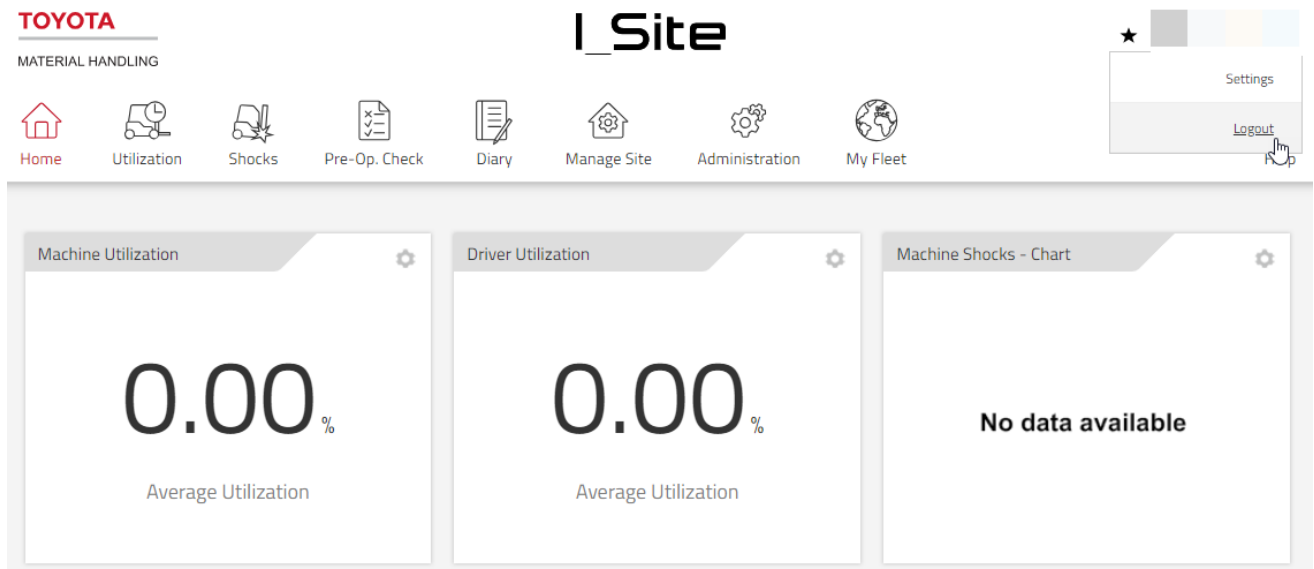 TOYOTA
MATERIAL HANDLING
I_Site
★
Settings
Logout
Home
Utilization
Shocks
Pre-Op. Check
Diary
Manage Site
Administration
My Fleet
Machine Utilization
0.00 %
Average Utilization
Driver Utilization
0.00 %
Average Utilization
Machine Shocks - Chart
No data available